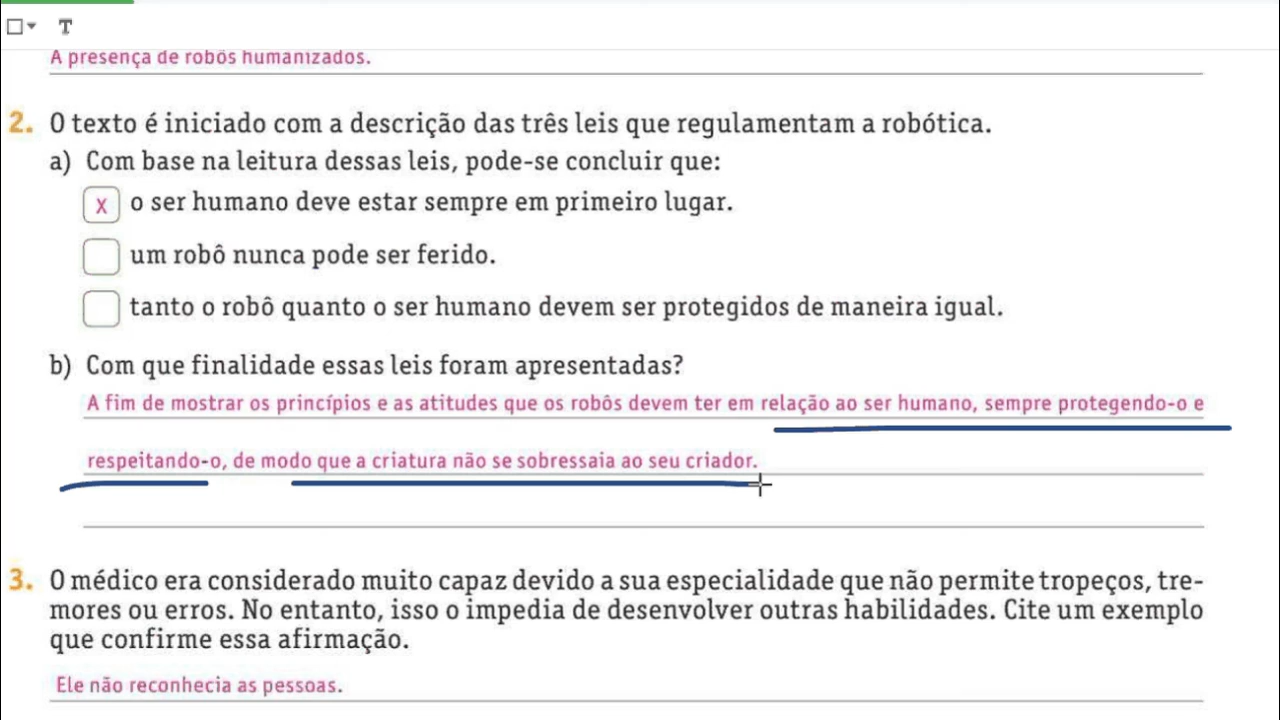 T
A presença de robôs humanizados.
2. O texto é iniciado com a descrição das três leis que regulamentam a robótica.
a) Com base na leitura dessas leis, pode-se concluir que:
x o ser humano deve estar sempre em primeiro lugar.
um robô nunca pode ser ferido.
tanto o robô quanto o ser humano devem ser protegidos de maneira igual.
b) Com que finalidade essas leis foram apresentadas?
A fim de mostrar os princípios e as atitudes que os robôs devem ter em relação ao ser humano, sempre protegendo-o e
respeitando-o, de modo que a criatura não se sobressaia ao seu criador.
3. O médico era considerado muito capaz devido a sua especialidade que não permite tropeços, tre-
mores ou erros. No entanto, isso o impedia de desenvolver outras habilidades. Cite um exemplo
que confirme essa afirmação.
Ele não reconhecia as pessoas.